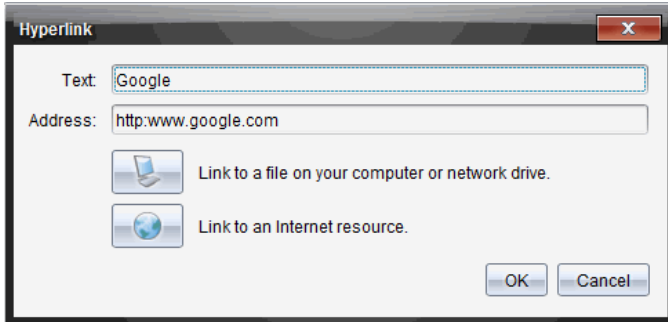 Hyperlink
X
Text: Google
Address: http:www.google.com
Link to a file on your computer or network drive.
Link to an Internet resource.
OK Cancel